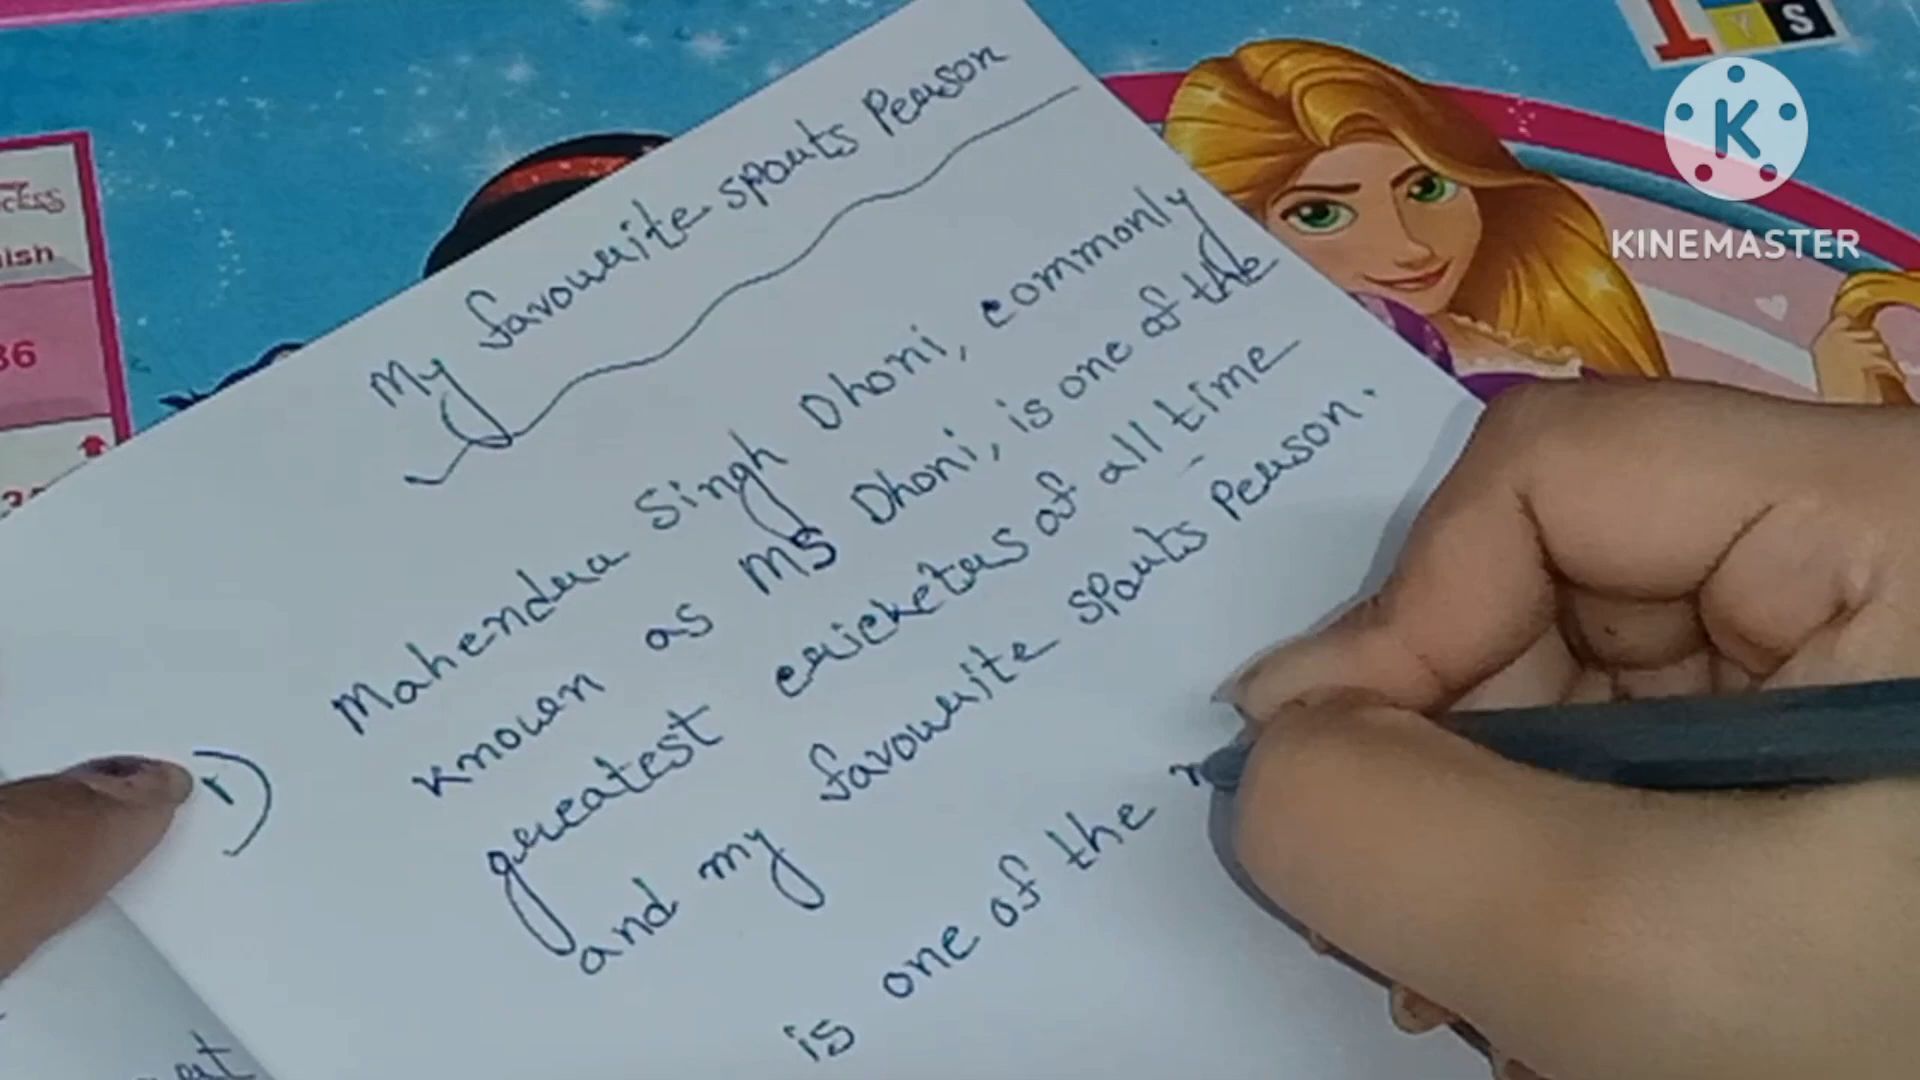 My favourite sports Person
1) Mahendra Singh Dhoni, commonly
known as MS Dhoni, is one of the
greatest cricketers of all time
and my favourite sports Person.
is one of the
KINEMASTER